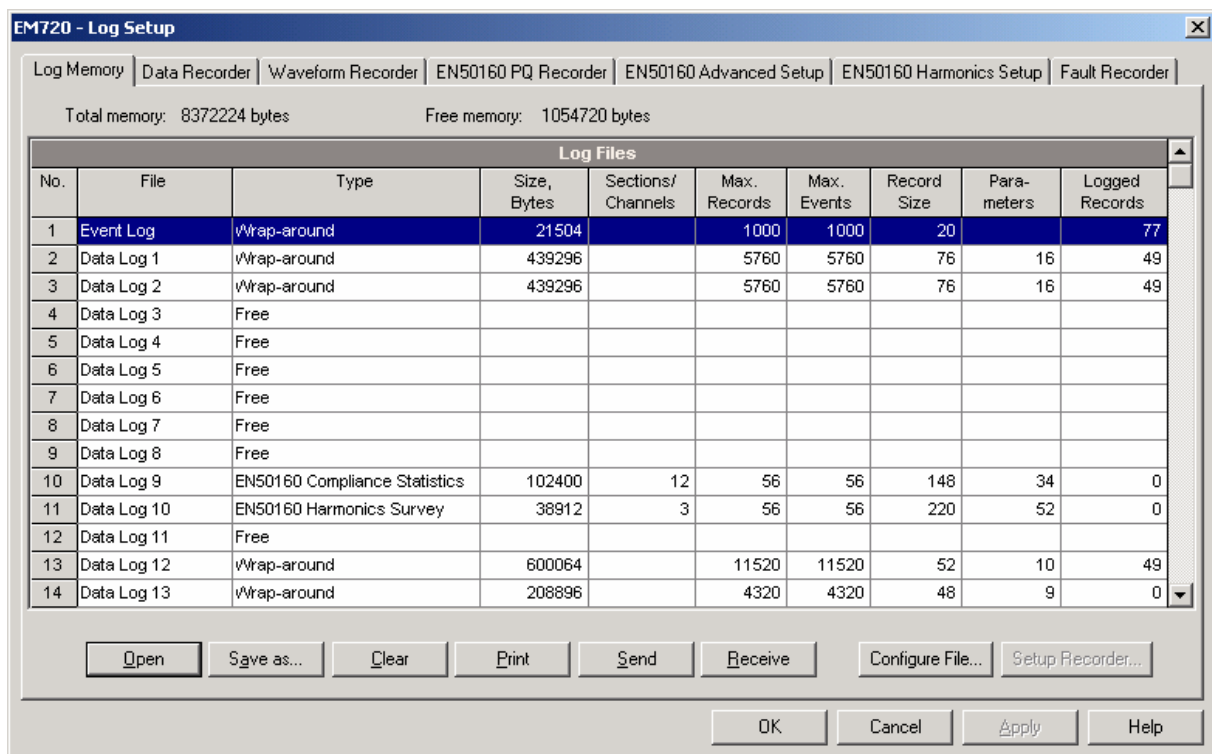 EM720 - Log Setup
Log Memory Data Recorder Waveform Recorder EN50160 PQ Recorder EN50160 Advanced Setup EN50160 Harmonics Setup Fault Recorder
Total memory: 8372224 bytes Free memory: 1054720 bytes
Log Files
No. File Type Size, Bytes Sections/ Channels Max. Records Max. Events Record Size Para- meters Logged Records
1 Event Log Wrap-around 21504 1000 1000 20 77
2 Data Log 1 Wrap-around 439296 5760 5760 76 16 49
3 Data Log 2 Wrap-around 439296 5760 5760 76 16 49
4 Data Log 3 Free
5 Data Log 4 Free
6 Data Log 5 Free
7 Data Log 6 Free
8 Data Log 7 Free
9 Data Log 8 Free
10 Data Log 9 EN50160 Compliance Statistics 102400 12 56 56 148 34 0
11 Data Log 10 EN50160 Harmonics Survey 38912 3 56 56 220 52 0
12 Data Log 11 Free
13 Data Log 12 Wrap-around 600064 11520 11520 52 10 49
14 Data Log 13 Wrap-around 208896 4320 4320 48 9 0
Open Save as... Clear Print Send Receive Configure File... Setup Recorder...
OK Cancel Apply Help